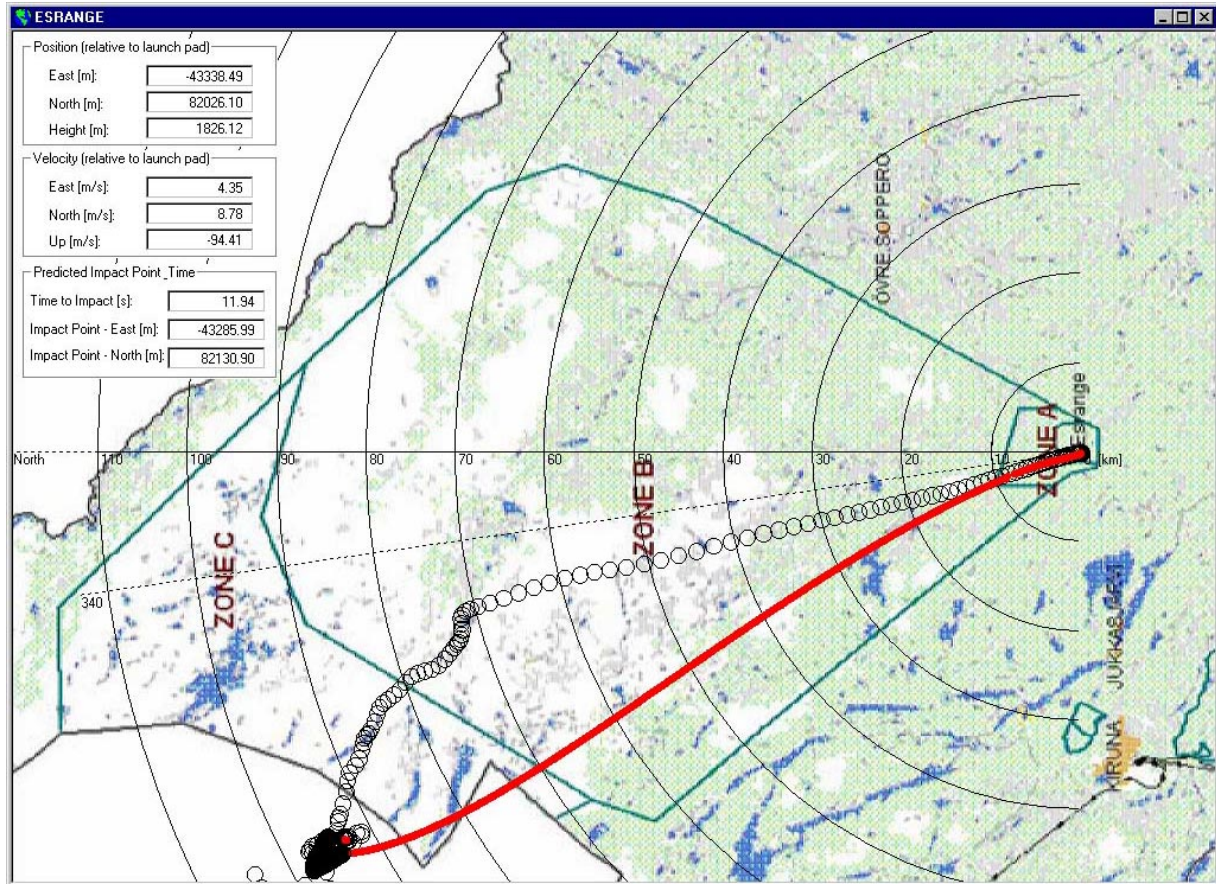 ESRANGE
Position (relative to launch pad)
East [m]: -43338.49
North [m]: 82026.10
Height [m]: 1826.12
Velocity (relative to launch pad)
East [m/s]: 4.35
North [m/s]: 8.78
Up [m/s]: -94.41
Predicted Impact Point_Time
Time to Impact [s]: 11.94
Impact Point - East [m]: -43285.99
Impact Point - North [m]: 82130.90
ÖVRE SOPPERO
Esrange
ZONE A
North 110 100 90 80 70 60 50 40 30 20 10 0 [km]
ZONE B
ZONE C
340
JUKKASJÄRVI
KIRUNA